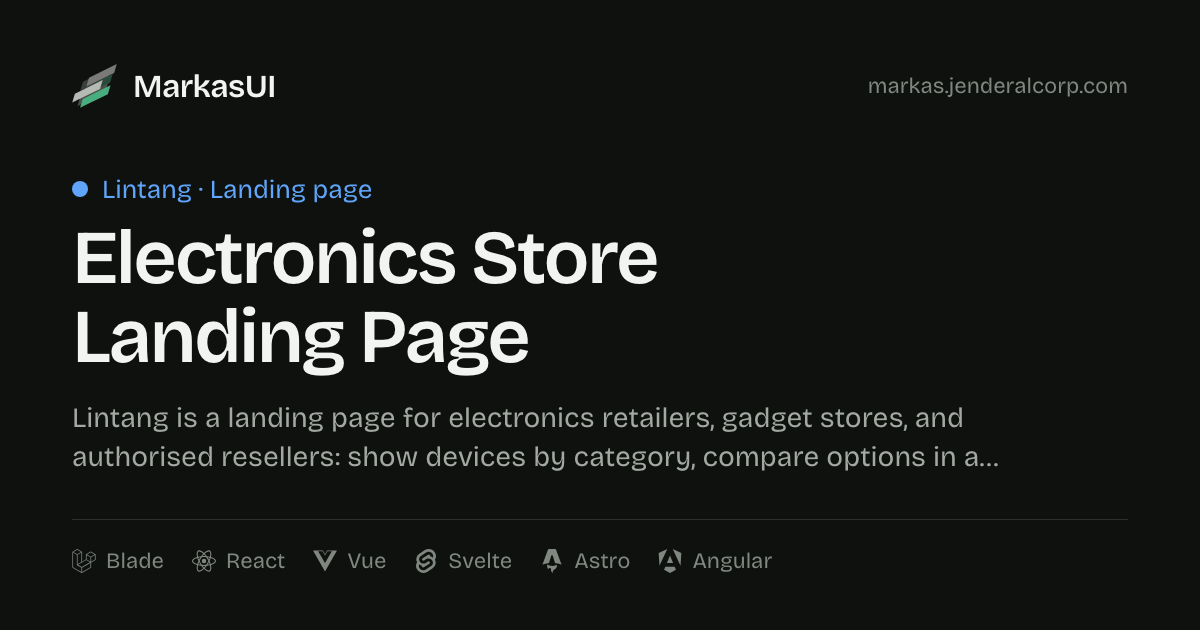 MarkasUI
markas.jenderalcorp.com
Lintang · Landing page
Electronics Store
Landing Page
Lintang is a landing page for electronics retailers, gadget stores, and
authorised resellers: show devices by category, compare options in a...
Blade React Vue Svelte Astro Angular